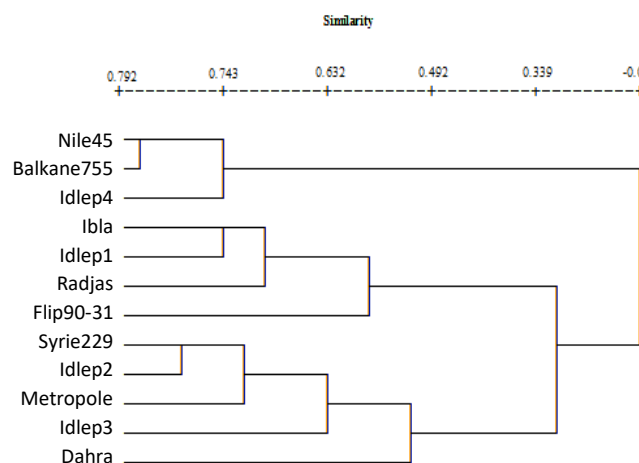 Similarity
0.792 0.743 0.632 0.492 0.339
Nile45
Balkane755
Idlep4
Ibla
Idlep1
Radjas
Flip90-31
Syrie229
Idlep2
Metropole
Idlep3
Dahra